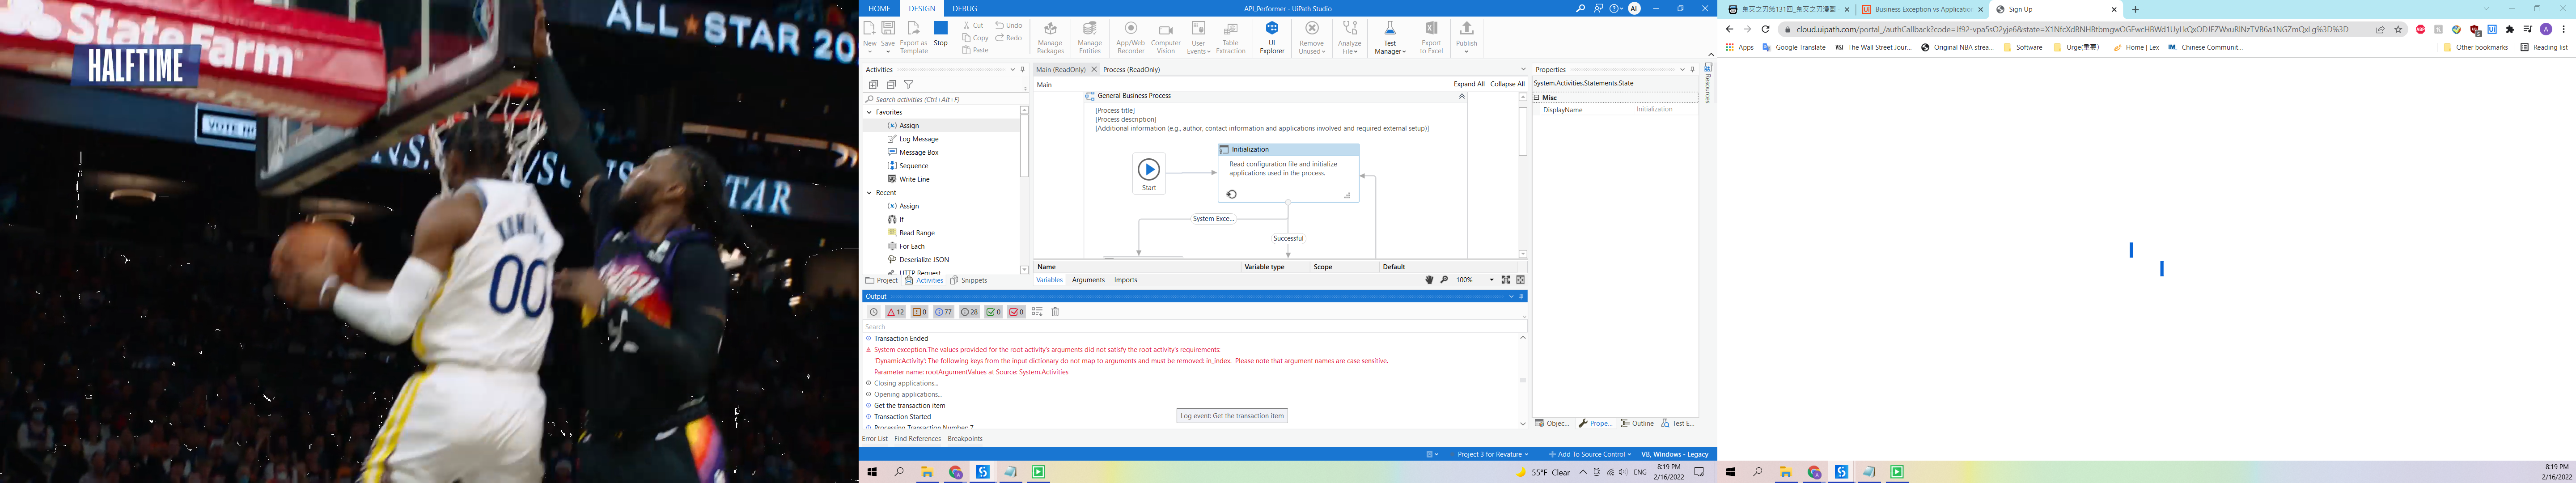 StateFarm
ALL ★ STAR 20
HALFTIME
STAR
KUMINGA
00
HOME
DESIGN
DEBUG
API_Performer - UiPath Studio
AL
New
Save
Export as
Template
Stop
Cut
Copy
Paste
Undo
Redo
Manage
Packages
Manage
Entities
App/Web
Recorder
Computer
Vision
User
Events
Table
Extraction
UI
Explorer
Remove
Unused
Analyze
File
Test
Manager
Export
to Excel
Publish
Activities
Search activities (Ctrl+Alt+F)
Favorites
Assign
Log Message
Message Box
Sequence
Write Line
Recent
Assign
If
Read Range
For Each
Deserialize JSON
HTTP Request
Project
Activities
Snippets
Main (ReadOnly)
Process (ReadOnly)
Main
Expand All
Collapse All
General Business Process
[Process title]
[Process description]
[Additional information (e.g., author, contact information and applications involved and required external setup)]
Start
Initialization
Read configuration file and initialize
applications used in the process.
System Exce...
Successful
Name
Variable type
Scope
Default
Variables
Arguments
Imports
100%
Output
12
0
77
28
0
0
Search
Transaction Ended
System exception.The values provided for the root activity's arguments did not satisfy the root activity's requirements:
'DynamicActivity': The following keys from the input dictionary do not map to arguments and must be removed: in_index.  Please note that argument names are case sensitive.
Parameter name: rootArgumentValues at Source: System.Activities
Closing applications...
Opening applications...
Get the transaction item
Transaction Started
Processing Transaction Number: 7
Log event: Get the transaction item
Error List
Find References
Breakpoints
Properties
System.Activities.Statements.State
Misc
DisplayName
Initialization
Resources
Objec...
Prope...
Outline
Test E...
Project 3 for Revature
Add To Source Control
VB, Windows - Legacy
55°F Clear
ENG
8:19 PM
2/16/2022
鬼灭之刃第131回_鬼灭之刃漫画
Business Exception vs Application
Sign Up
cloud.uipath.com/portal_/authCallback?code=Jf92-vpa5sO2yje6&state=X1NfcXdBNHBtbmgwOGEwcHBWd1UyLkQxODJFZWxuRlNzTVB6a1NGZmQxLg%3D%3D
Apps
Google Translate
The Wall Street Jour...
Original NBA strea...
Software
Urge(重要)
Home | Lex
Chinese Communit...
Other bookmarks
Reading list
8:19 PM
2/16/2022